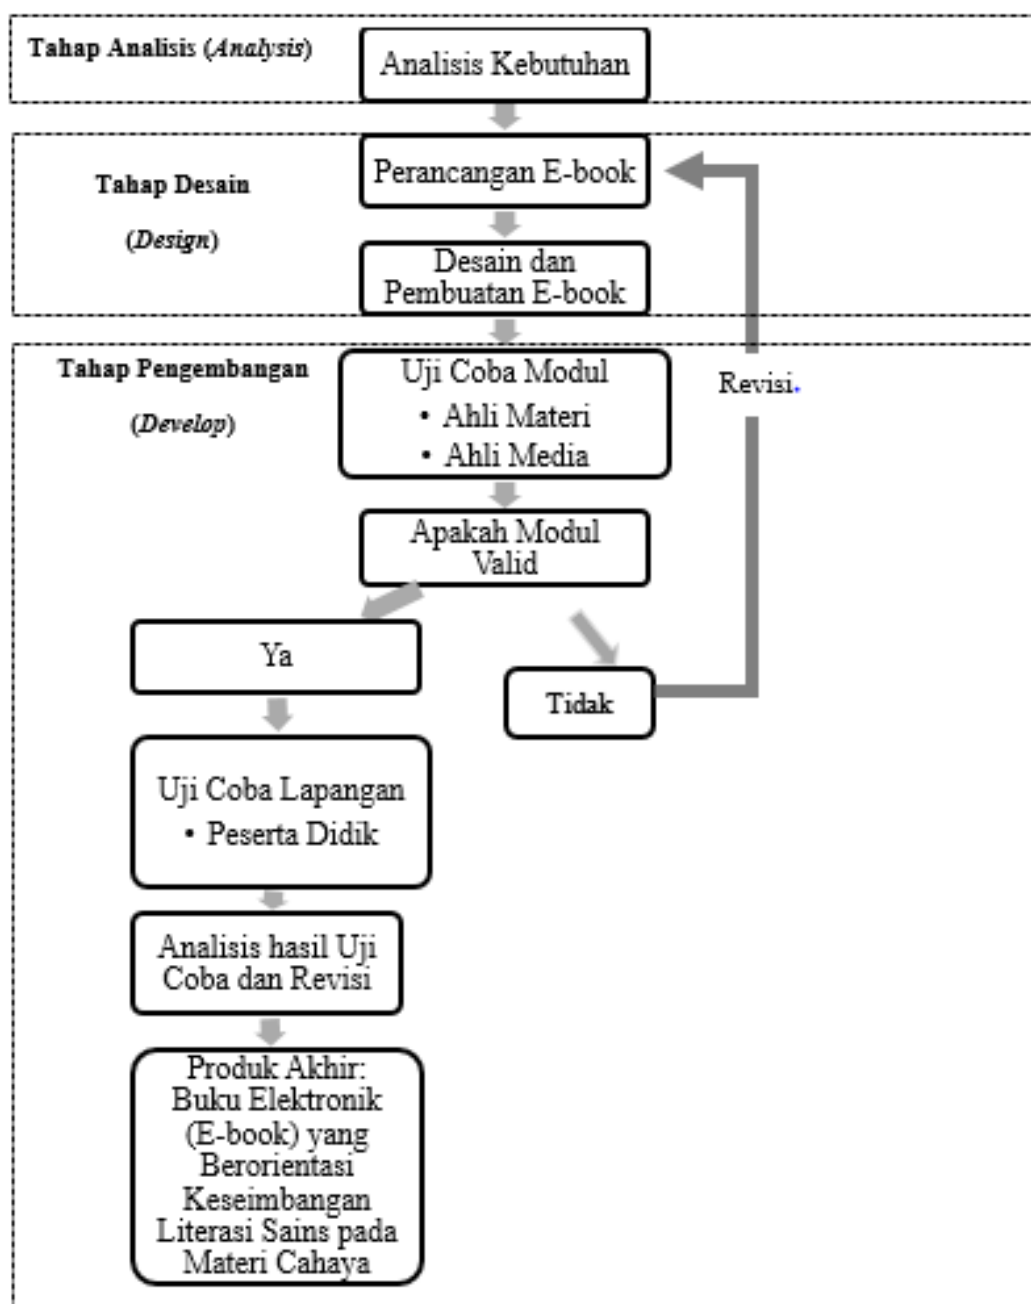 Tahap Analisis (Analysis)
Analisis Kebutuhan
Tahap Desain
(Design)
Perancangan E-book
Desain dan
Pembuatan E-book
Tahap Pengembangan
(Develop)
Uji Coba Modul
• Ahli Materi
• Ahli Media
Revisi.
Apakah Modul
Valid
Ya
Tidak
Uji Coba Lapangan
• Peserta Didik
Analisis hasil Uji
Coba dan Revisi
Produk Akhir:
Buku Elektronik
(E-book) yang
Berorientasi
Keseimbangan
Literasi Sains pada
Materi Cahaya